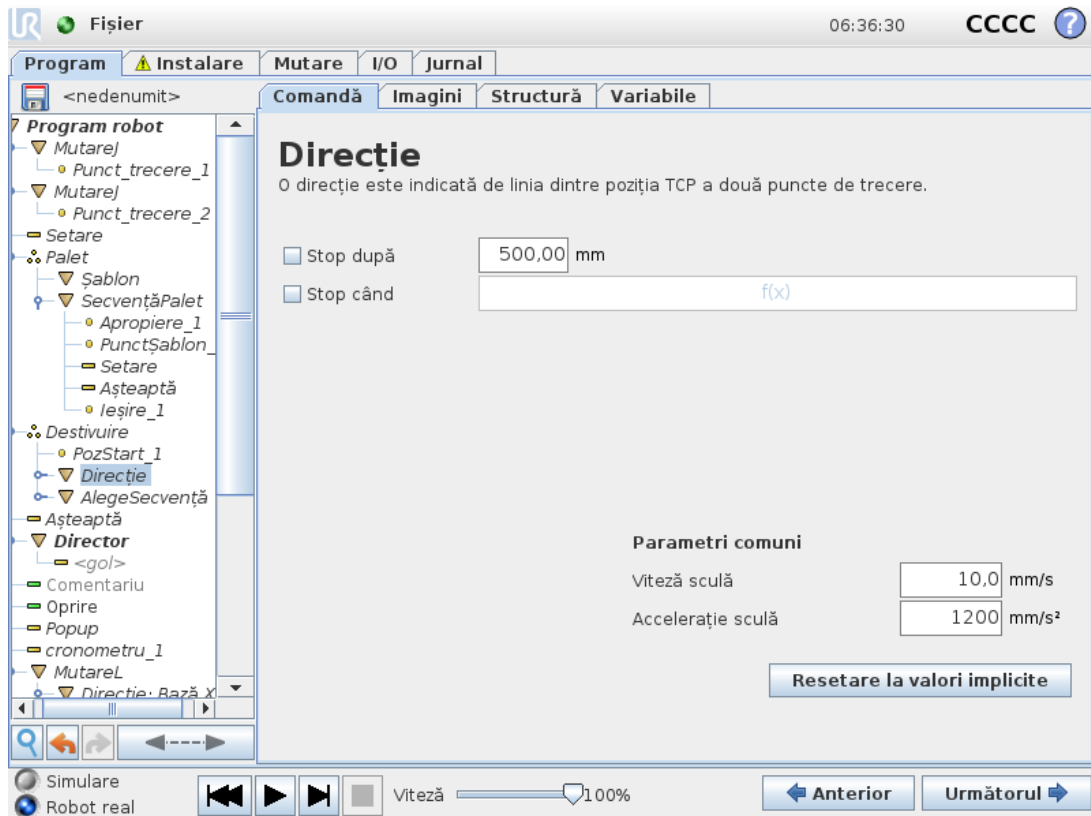 UR Fișier 06:36:30 CCCC ?
Program Instalare Mutare I/O Jurnal
<nedenumit>
Comandă Imagini Structură Variabile
Program robot
MutareJ
Punct_trecere_1
MutareJ
Punct_trecere_2
Setare
Palet
Șablon
SecvențăPalet
Apropiere_1
PunctȘablon_
Setare
Așteaptă
Ieșire_1
Destivuire
PozStart_1
Direcție
AlegeSecvență
Așteaptă
Director
<gol>
Comentariu
Oprire
Popup
cronometru_1
MutareL
Direcție: Bază X
Direcție
O direcție este indicată de linia dintre poziția TCP a două puncte de trecere.
Stop după 500,00 mm
Stop când f(x)
Parametri comuni
Viteză sculă 10,0 mm/s
Accelerație sculă 1200 mm/s²
Resetare la valori implicite
Simulare
Robot real
Viteză 100%
Anterior Următorul